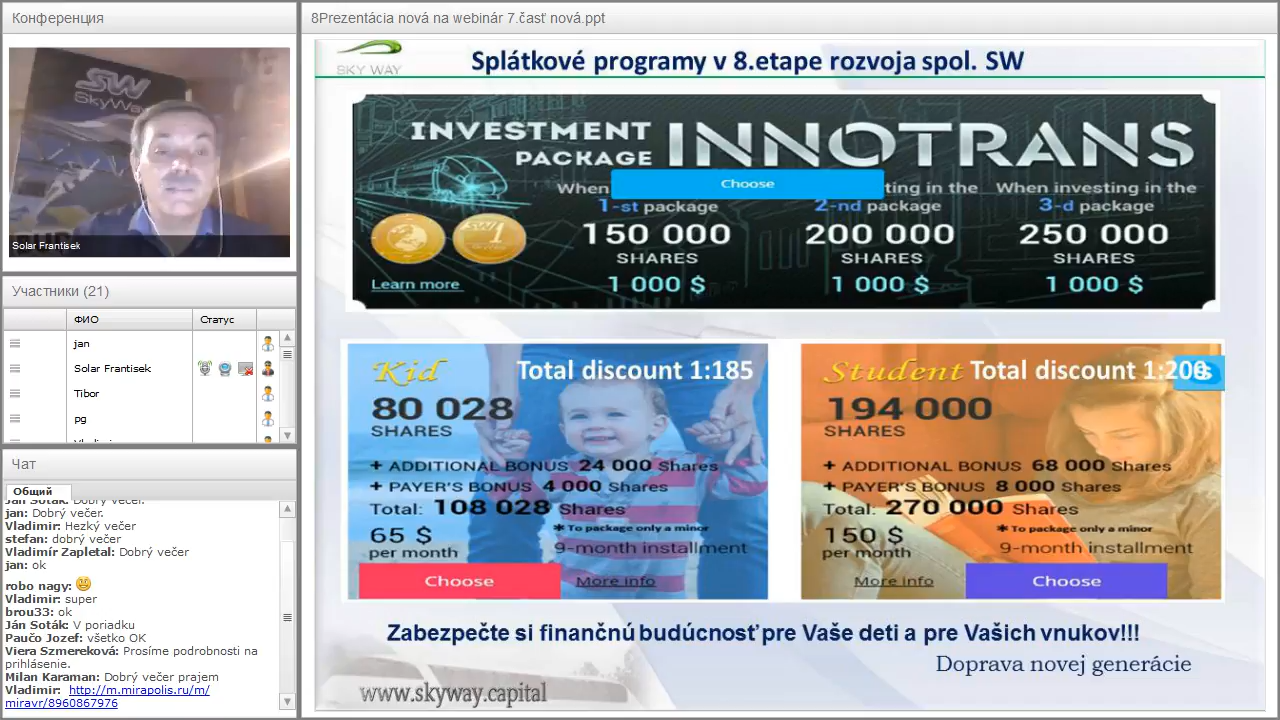 Конференция
Solar Frantisek
Участники (21)
ФИО
Статус
jan
Solar Frantisek
Tibor
pg
Чат
Общий
jan: Dobrý večer.
Vladimir: Hezký večer
stefan: dobrý večer
Vladimír Zapletal: Dobrý večer
jan: ok
robo nagy:
Vladimir: super
brou33: ok
Ján Soták: V poriadku
Paučo Jozef: všetko OK
Viera Szmereková: Prosíme podrobnosti na
prihlásenie.
Milan Karaman: Dobrý večer prajem
Vladimir: http://m.mirapolis.ru/m/
miravr/8960867976
8Prezentácia nová na webinár 7.časť nová.ppt
SKY WAY
Splátkové programy v 8.etape rozvoja spol. SW
INVESTMENT
PACKAGE
INNOTRANS
When
Choose
ting in the
When investing in the
1-st package
2-nd package
3-d package
150 000
200 000
250 000
SHARES
SHARES
SHARES
Learn more
1 000 $
1 000 $
1 000 $
Kid
Total discount 1:185
80 028
SHARES
+ ADDITIONAL BONUS 24 000 Shares
+ PAYER'S BONUS 4 000 Shares
Total: 108 028 Shares
65 $
per month
* To package only a minor
9-month installment
Choose
More info
Student
Total discount 1:200
194 000
SHARES
+ ADDITIONAL BONUS 68 000 Shares
+ PAYER'S BONUS 8 000 Shares
Total: 270 000 Shares
150 $
per month
* To package only a minor
9-month installment
More info
Choose
Zabezpečte si finančnú budúcnosť pre Vaše deti a pre Vašich vnukov!!!
Doprava novej generácie
www.skyway.capital